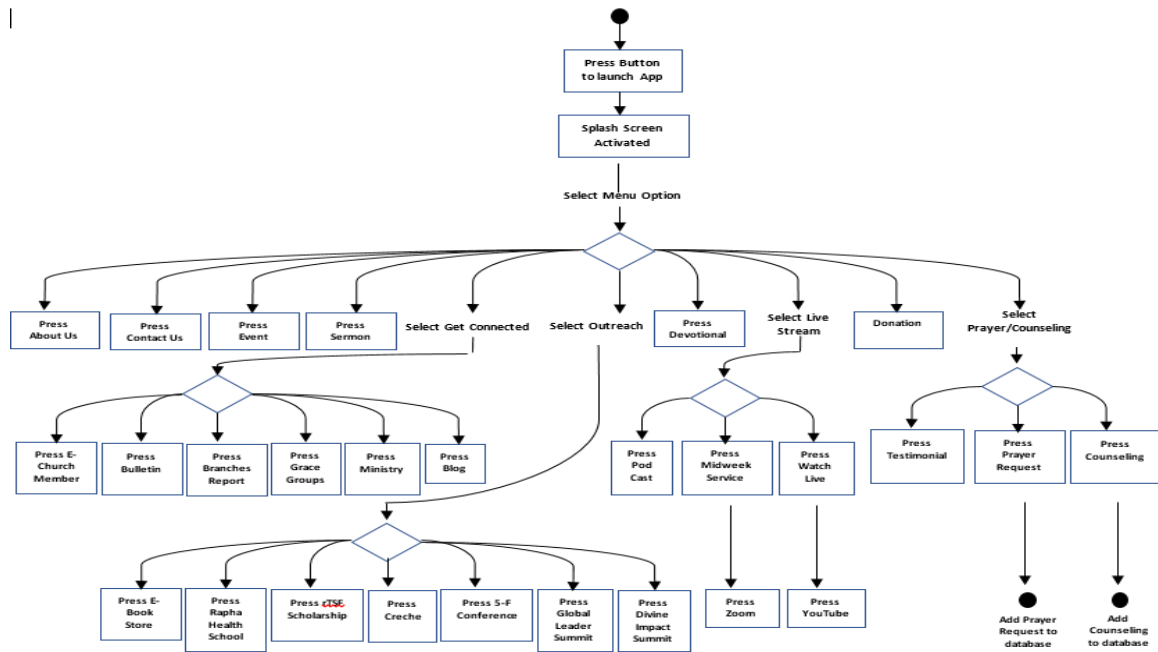 Press Button
to launch App
Splash Screen
Activated
Select Menu Option
Press
About Us
Press
Contact Us
Press
Event
Press
Sermon
Select Get Connected
Select Outreach
Press
Devotional
Select Live
Stream
Donation
Select
Prayer/Counseling
Press E-
Church
Member
Press
Bulletin
Press
Branches
Report
Press
Grace
Groups
Press
Ministry
Press
Blog
Press
Pod
Cast
Press
Midweek
Service
Press
Watch
Live
Press
Testimonial
Press
Prayer
Request
Press
Counseling
Press E-
Book
Store
Press
Rapha
Health
School
Press rTSF
Scholarship
Press
Creche
Press 5-F
Conference
Press
Global
Leader
Summit
Press
Divine
Impact
Summit
Press
Zoom
Press
YouTube
Add Prayer
Request to
database
Add
Counseling
to database